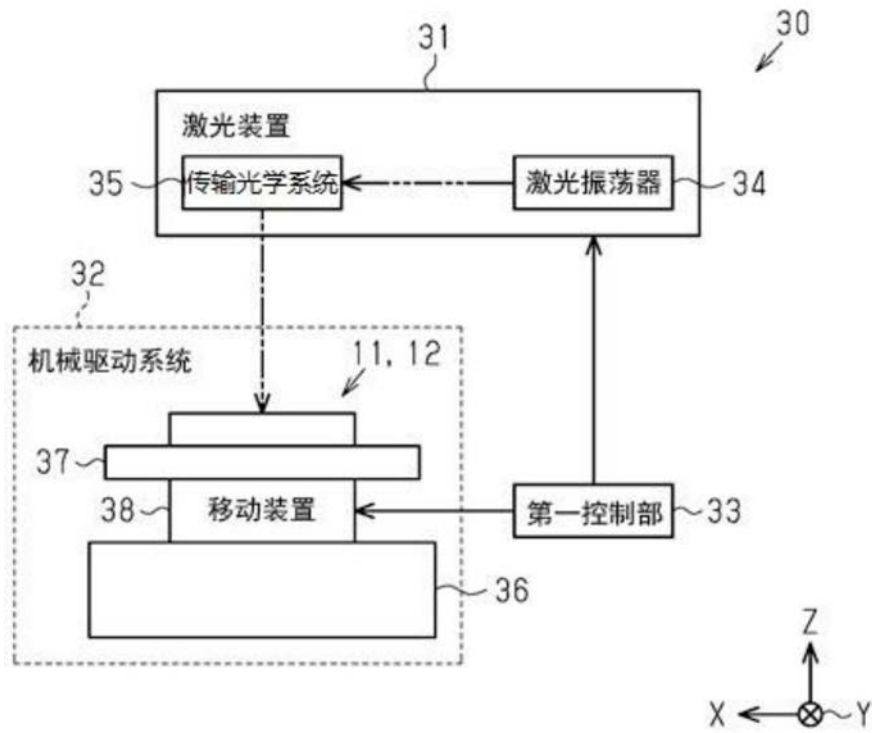 30
31
激光装置
35
传输光学系统
激光振荡器
34
32
机械驱动系统
11, 12
37
38
移动装置
第一控制部
33
36
Z
X
Y